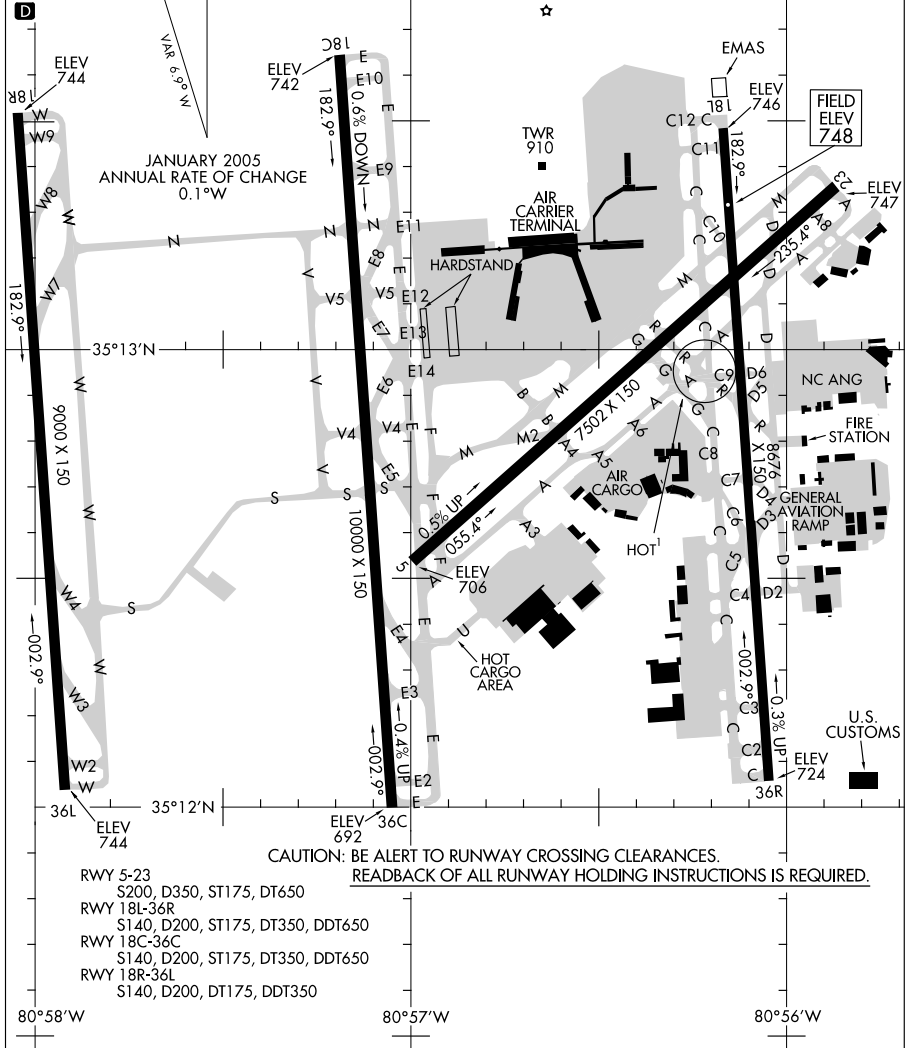 D
VAR 6.9° W
JANUARY 2005
ANNUAL RATE OF CHANGE
0.1°W
ELEV
744
18R
W
W9
W8
W
W7
182.9°
N
ELEV
742
18C
E
E10
E
182.9°
0.6% DOWN
E9
N
N
E11
E8
E
V
V5
V5
E12
E7
E13
V
E6
E14
TWR
910
AIR
CARRIER
TERMINAL
HARDSTAND
EMAS
18L
ELEV
746
FIELD
ELEV
748
C12
C
C11
182.9°
C
C10
C
M
D
23
ELEV
747
A
A8
235.4°
D
A
M
R
G
C
A
D
35°13'N
G
R
A
C9
R
D6
D5
NC ANG
W
9000 X 150
B
M
B
7502 X 150
A
A6
G
C
R
FIRE
STATION
V4
V4
E
F
M
M2
A4
A5
C8
8676
X 150
V
E5
S
S
S
F
A
AIR
CARGO
C7
D4
GENERAL
AVIATION
RAMP
W
0.5% UP
055.4°
A3
C6
D3
10000 X 150
HOT¹
C
5
F
ELEV
706
A
C5
D
W4
S
C4
D2
E4
E
U
C
W
HOT
CARGO
AREA
002.9°
002.9°
W3
E3
C3
0.4% UP
0.3% UP
E
C
U.S.
CUSTOMS
W2
W
002.9°
E2
C2
C
ELEV
724
36L
35°12'N
E
36R
ELEV
744
ELEV
692
36C
CAUTION: BE ALERT TO RUNWAY CROSSING CLEARANCES.
READBACK OF ALL RUNWAY HOLDING INSTRUCTIONS IS REQUIRED.
RWY 5-23
S200, D350, ST175, DT650
RWY 18L-36R
S140, D200, ST175, DT350, DDT650
RWY 18C-36C
S140, D200, ST175, DT350, DDT650
RWY 18R-36L
S140, D200, DT175, DDT350
80°58'W
80°57'W
80°56'W